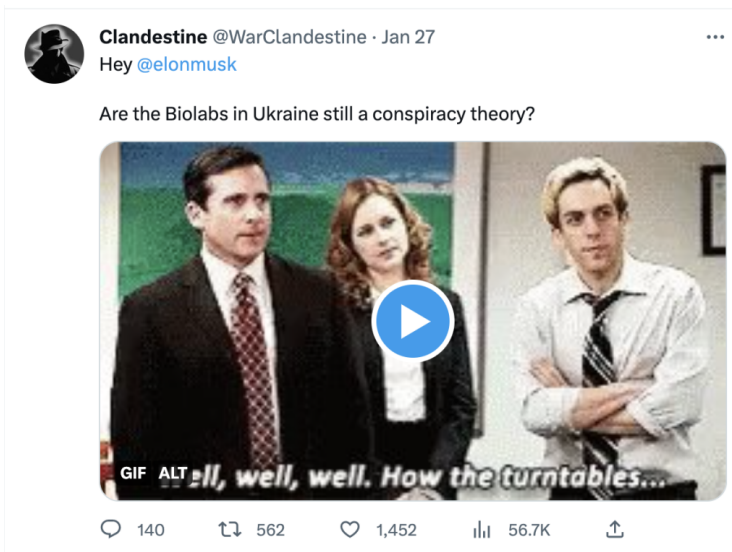 Clandestine @WarClandestine · Jan 27
Hey @elonmusk
Are the Biolabs in Ukraine still a conspiracy theory?
GIF ALT ell, well, well. How the turntables...
140 562 1,452 56.7K